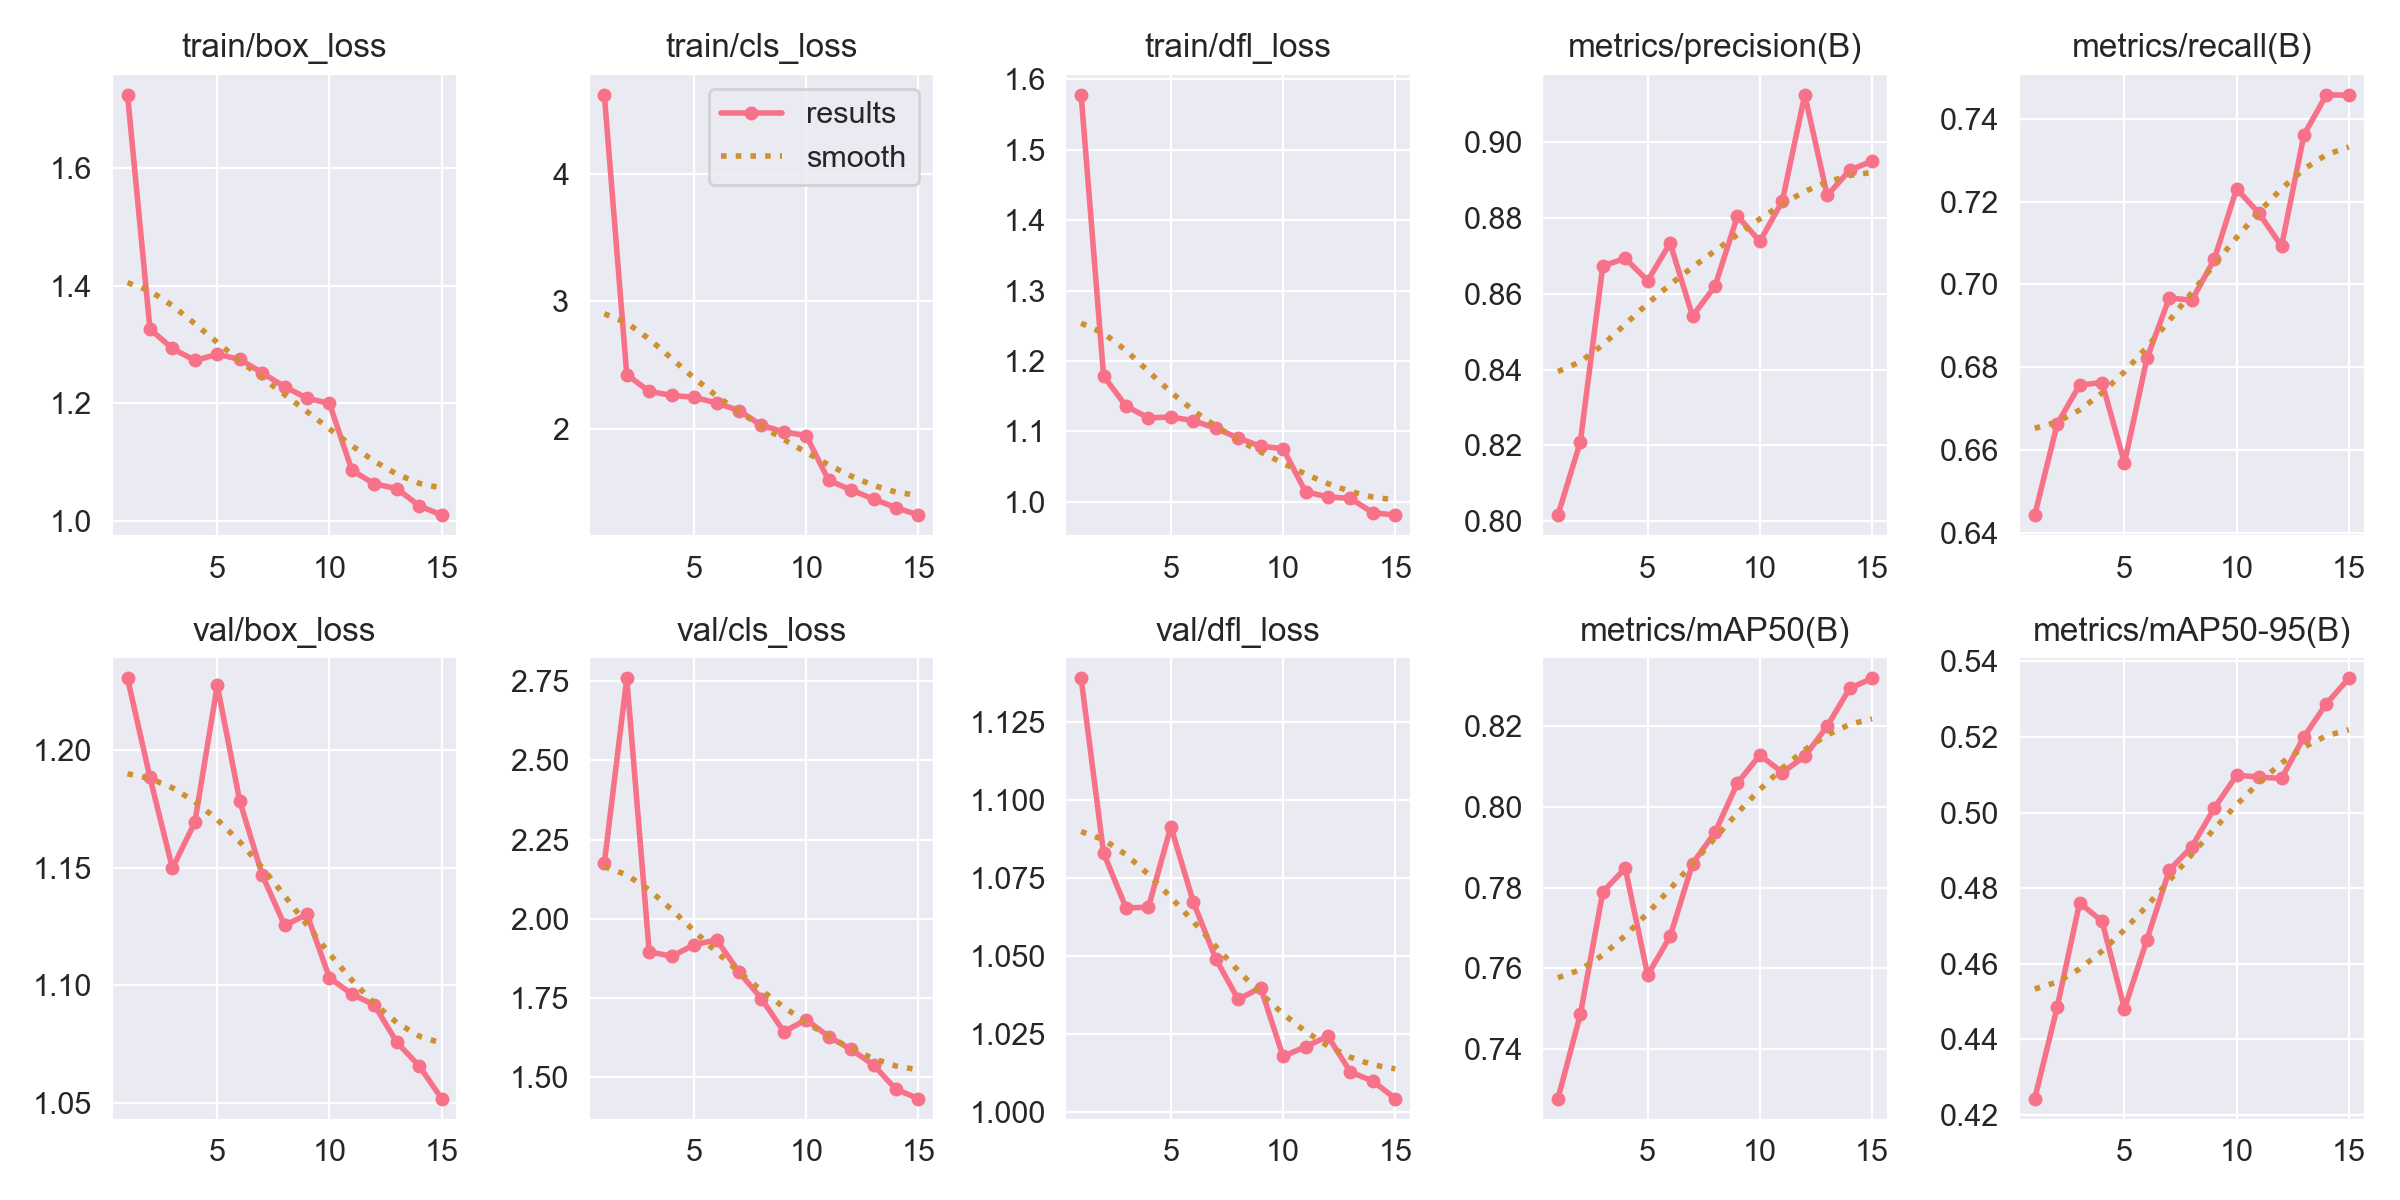 train/box_loss
1.6
1.4
1.2
1.0
5 10 15
train/cls_loss
results
smooth
4
3
2
5 10 15
train/dfl_loss
1.6
1.5
1.4
1.3
1.2
1.1
1.0
5 10 15
metrics/precision(B)
0.90
0.88
0.86
0.84
0.82
0.80
5 10 15
metrics/recall(B)
0.74
0.72
0.70
0.68
0.66
0.64
5 10 15
val/box_loss
1.20
1.15
1.10
1.05
5 10 15
val/cls_loss
2.75
2.50
2.25
2.00
1.75
1.50
5 10 15
val/dfl_loss
1.125
1.100
1.075
1.050
1.025
1.000
5 10 15
metrics/mAP50(B)
0.82
0.80
0.78
0.76
0.74
5 10 15
metrics/mAP50-95(B)
0.54
0.52
0.50
0.48
0.46
0.44
0.42
5 10 15